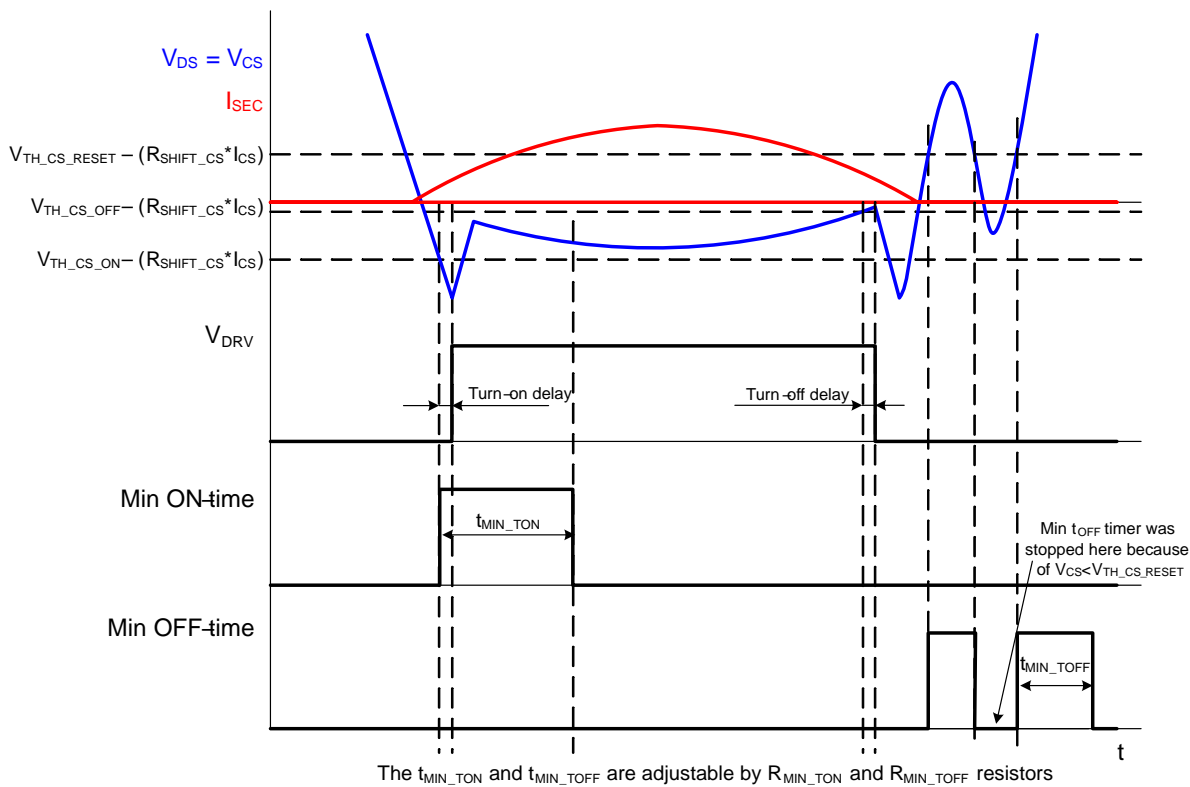 VDS = VCS
ISEC
VTH_CS_RESET – (RSHIFT_CS*ICS)
VTH_CS_OFF – (RSHIFT_CS*ICS)
VTH_CS_ON – (RSHIFT_CS*ICS)
VDRV
Turn–on delay
Turn–off delay
Min ON–time
tMIN_TON
Min tOFF timer was
stopped here because
of VCS<VTH_CS_RESET
Min OFF–time
tMIN_TOFF
t
The tMIN_TON and tMIN_TOFF are adjustable by RMIN_TON and RMIN_TOFF resistors